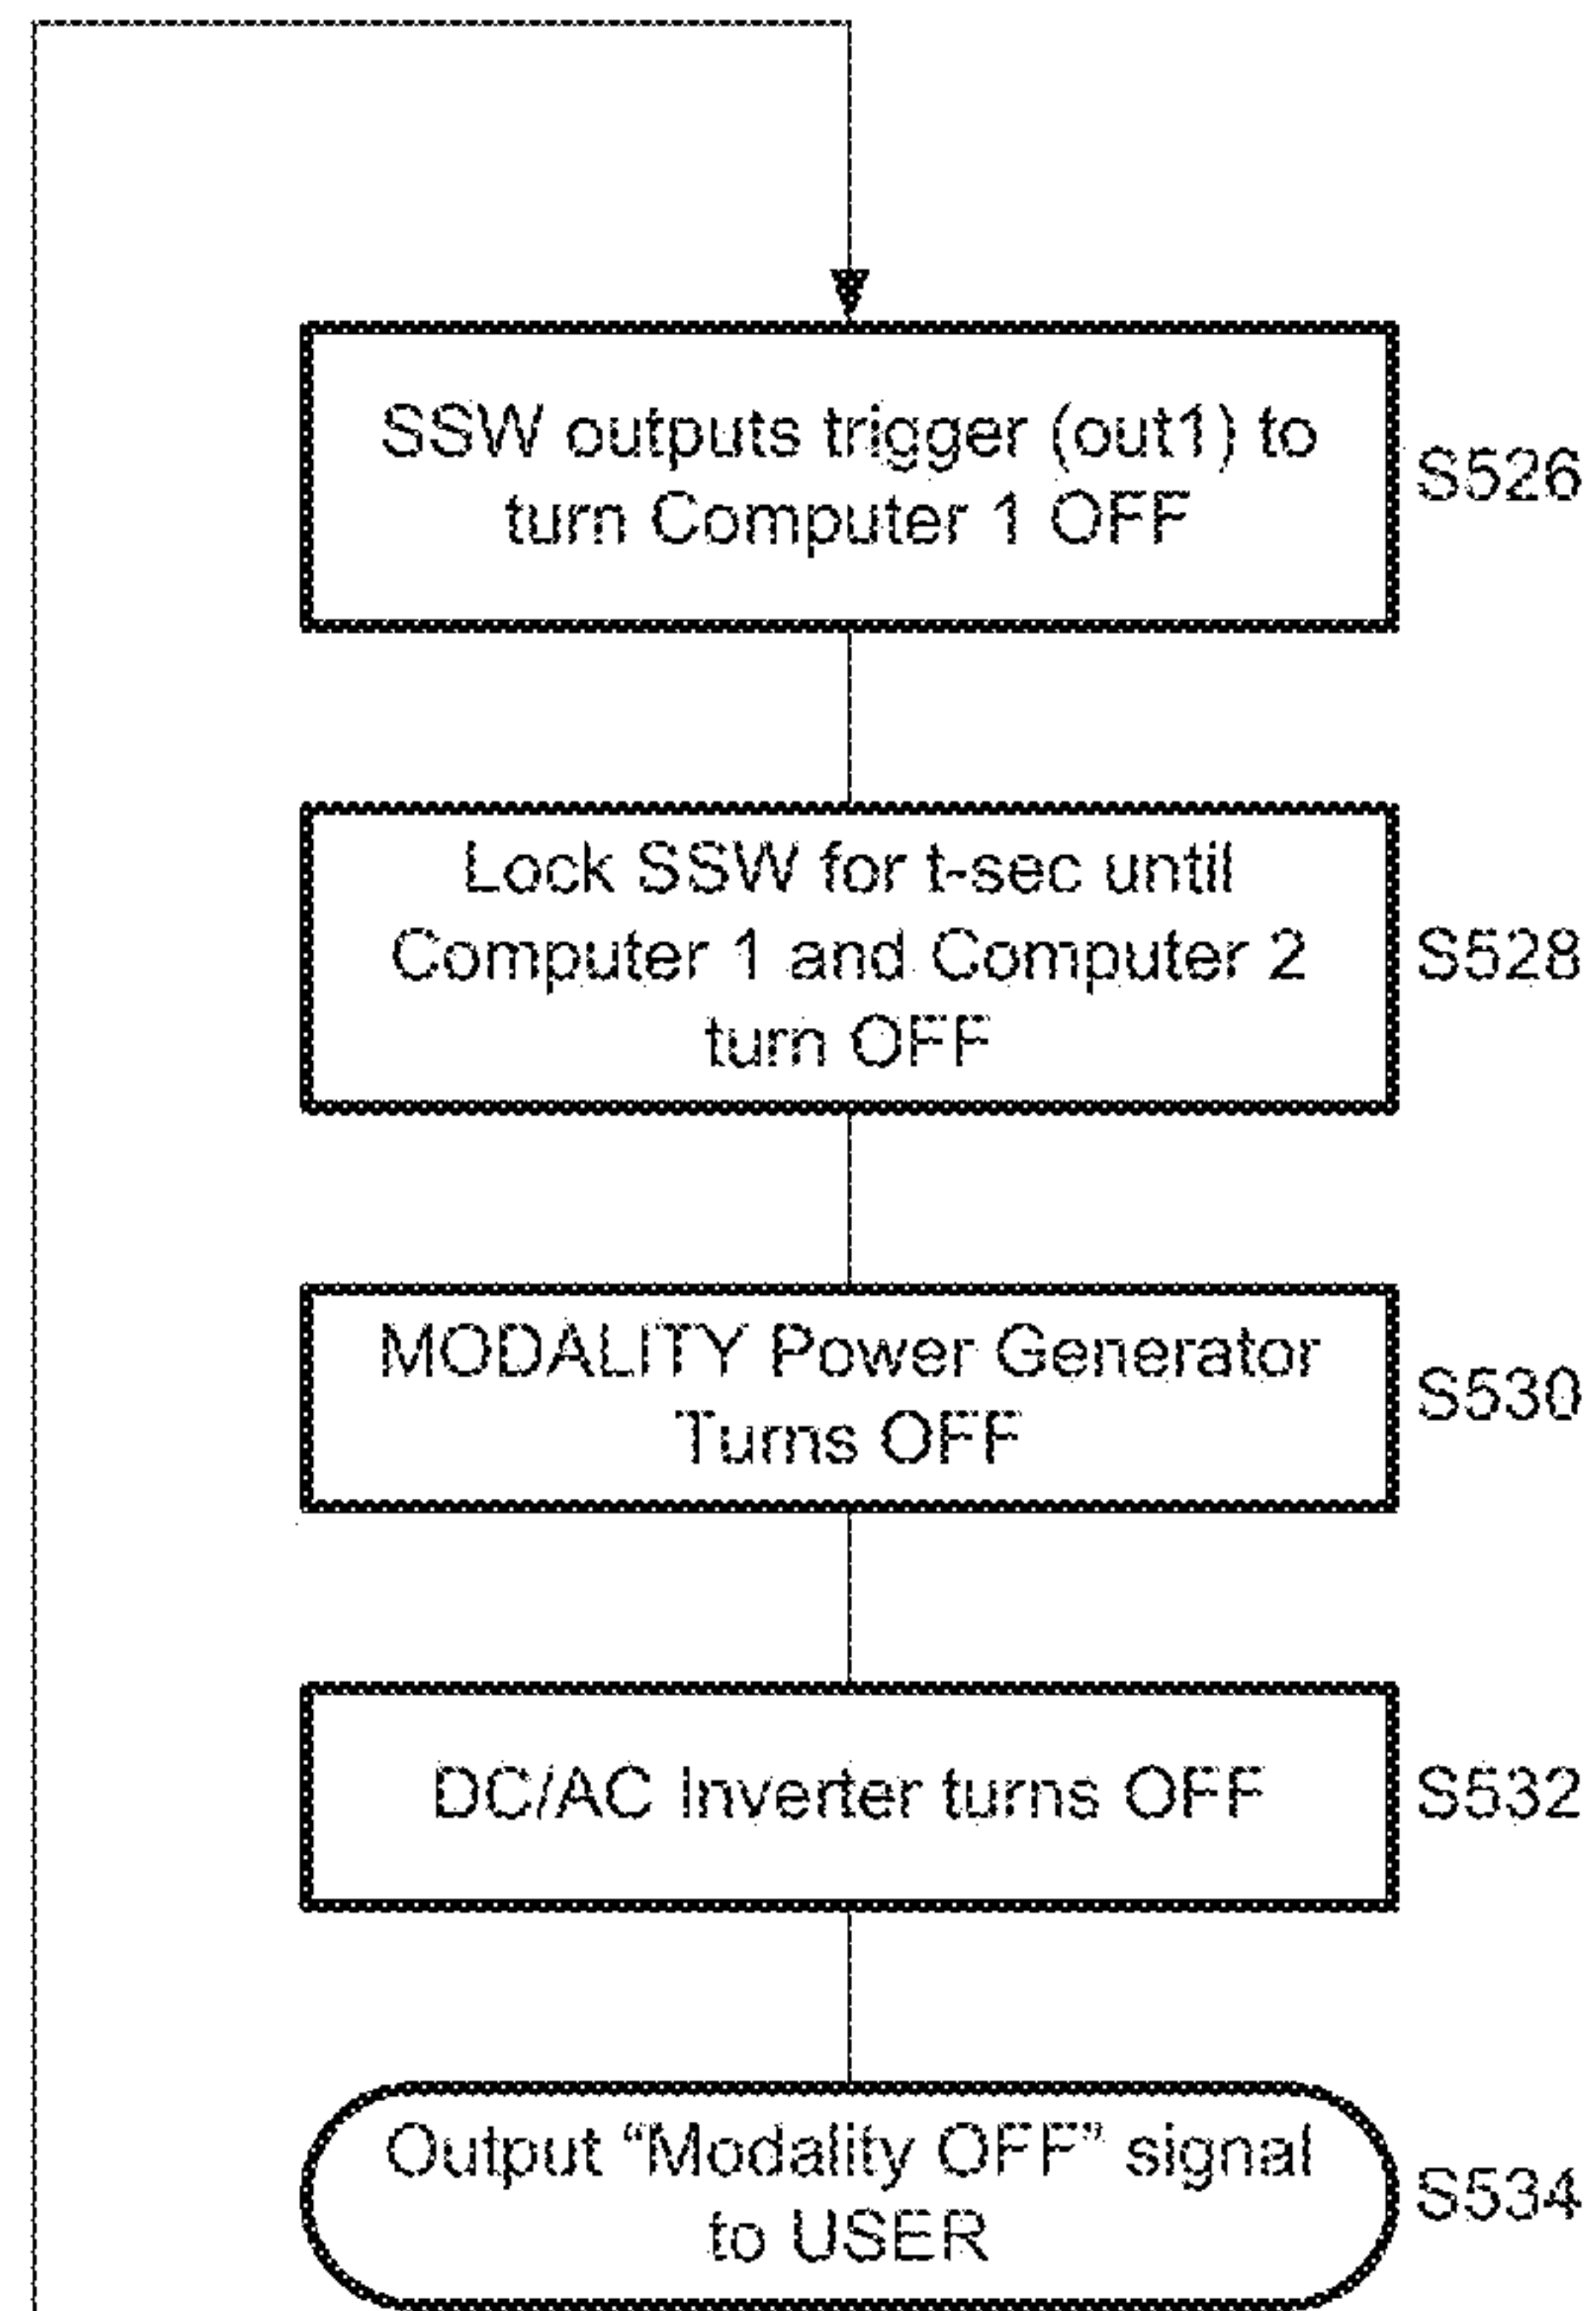 SSW outputs trigger (out1) to
turn Computer 1 OFF
S526
Lock SSW for t-sec until
Computer 1 and Computer 2
turn OFF
S528
MODALITY Power Generator
Turns OFF
S530
DC/AC Inverter turns OFF
S532
Output “Modality OFF” signal
to USER
S534